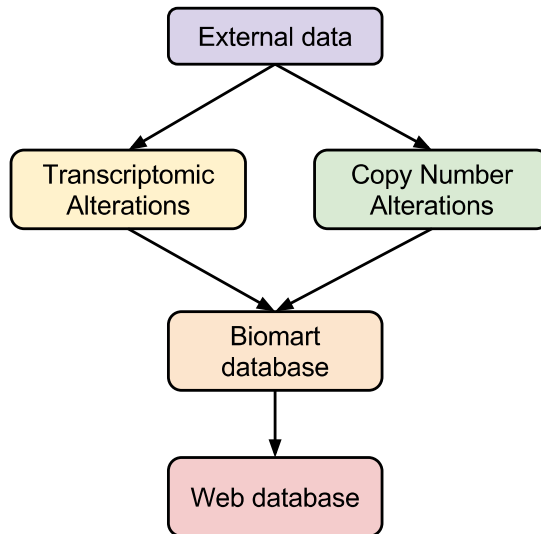 External data
Transcriptomic
Alterations
Copy Number
Alterations
Biomart
database
Web database